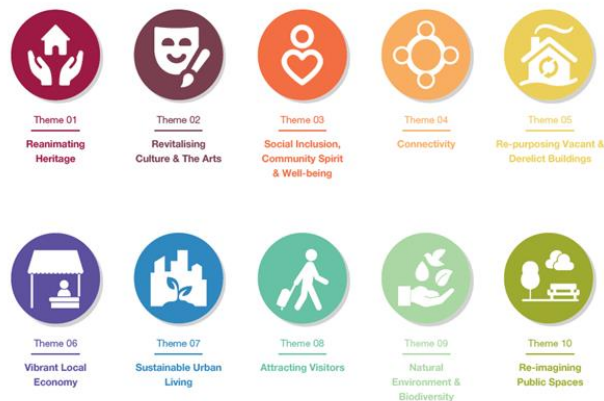 Theme 01
Reanimating
Heritage
Theme 02
Revitalising
Culture & The Arts
Theme 03
Social Inclusion,
Community Spirit
& Well-being
Theme 04
Connectivity
Theme 05
Re-purposing Vacant &
Derelict Buildings
Theme 06
Vibrant Local
Economy
Theme 07
Sustainable Urban
Living
Theme 08
Attracting Visitors
Theme 09
Natural
Environment &
Biodiversity
Theme 10
Re-imagining
Public Spaces